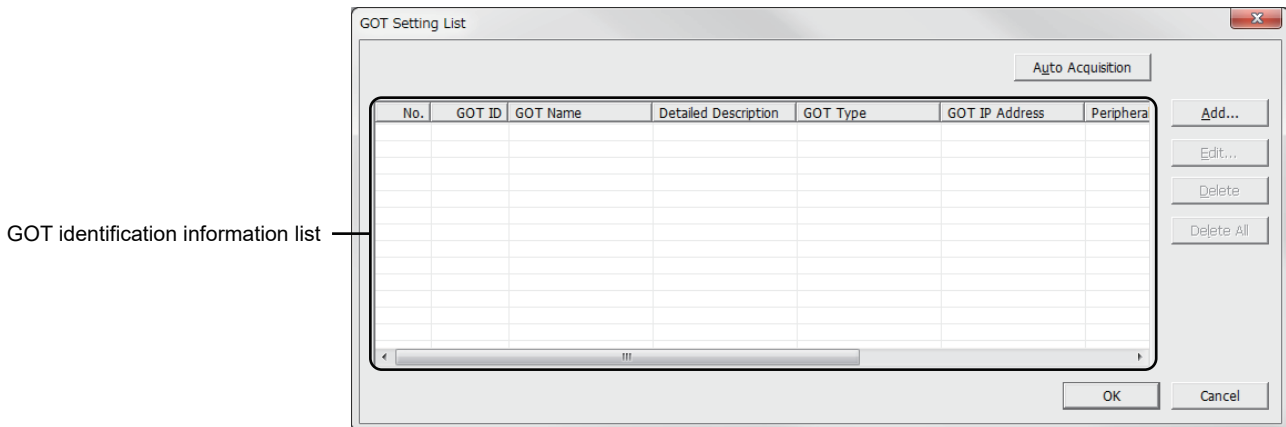 GOT Setting List
Auto Acquisition
No. GOT ID GOT Name Detailed Description GOT Type GOT IP Address Periphera
Add...
Edit...
Delete
GOT identification information list
Delete All
OK Cancel